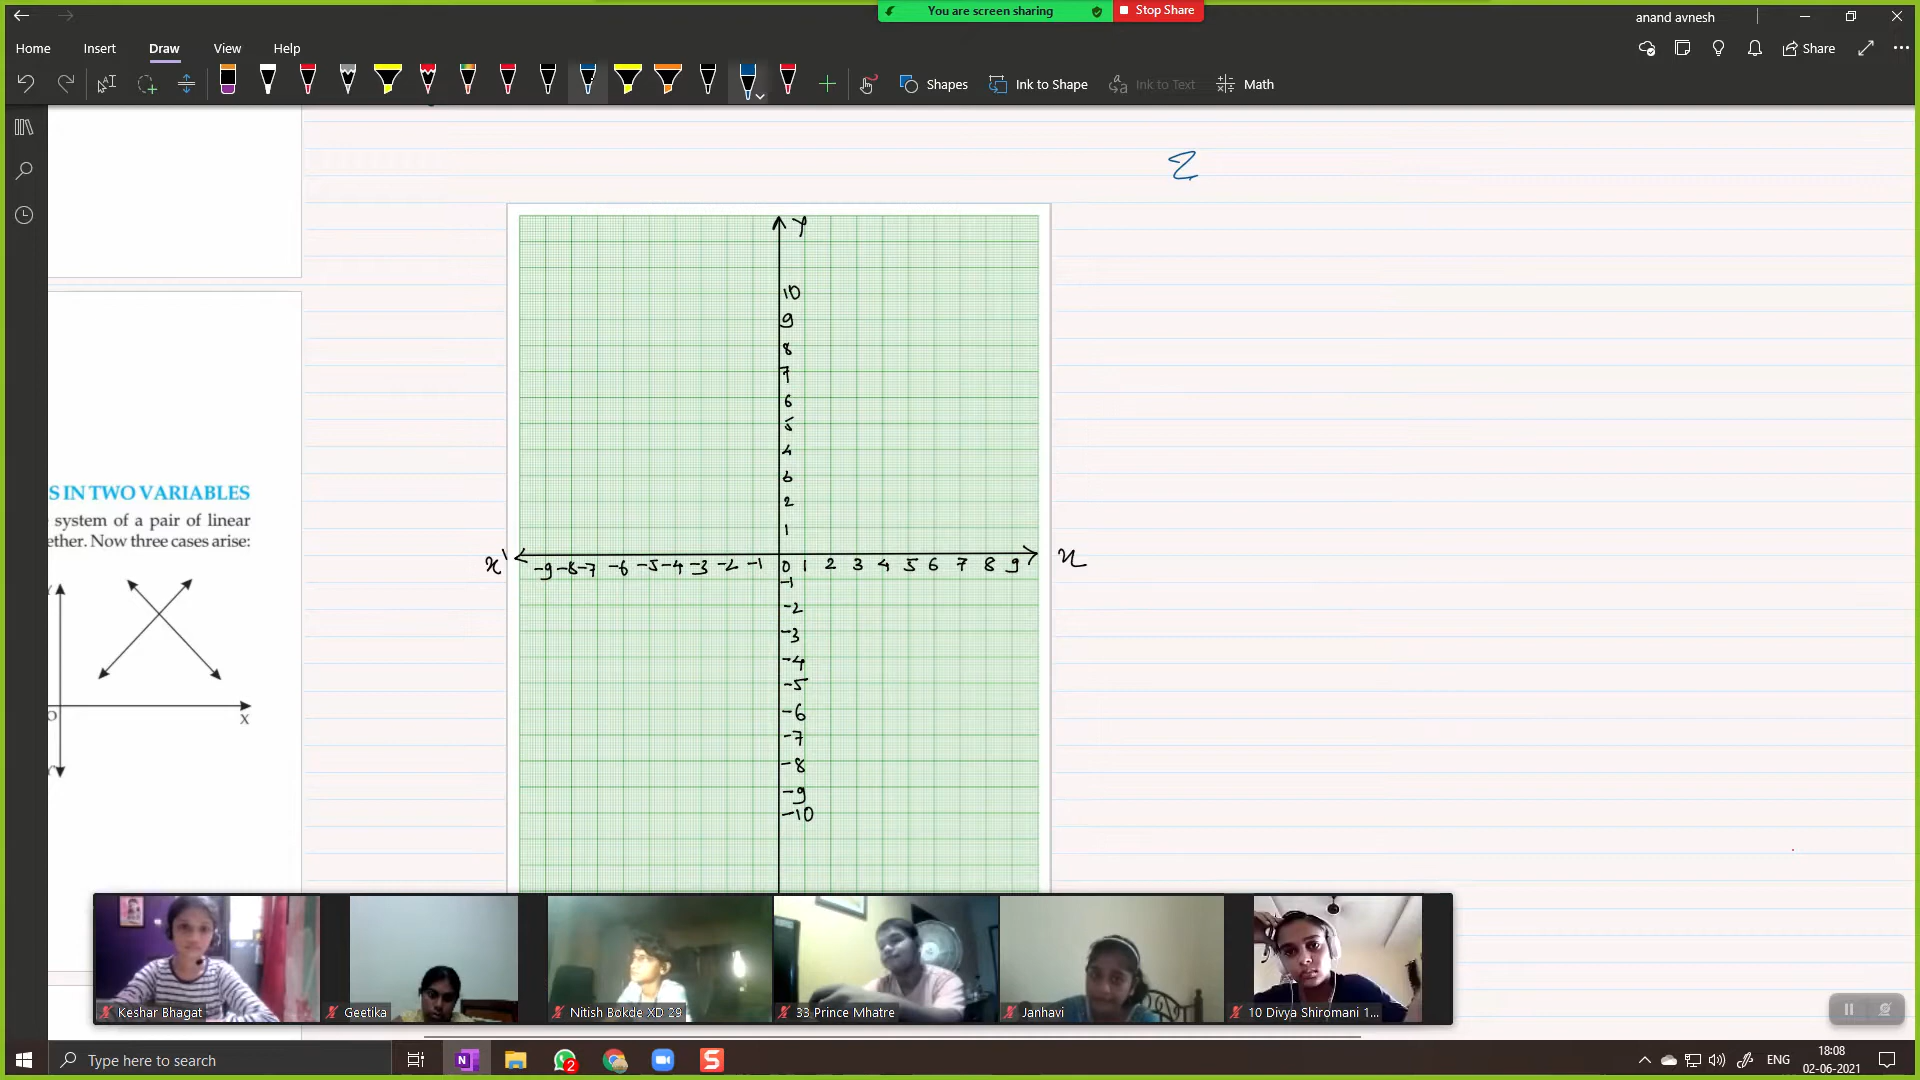 You are screen sharing
Stop Share
anand avnesh
Home Insert Draw View Help
Share
Shapes
Ink to Shape
Ink to Text
Math
2
Y
10
9
8
7
6
5
4
3
2
1
x' -9 -8 -7 -6 -5 -4 -3 -2 -1 0 1 2 3 4 5 6 7 8 9 x
-1
-2
-3
-4
-5
-6
-7
-8
-9
-10
S IN TWO VARIABLES
system of a pair of linear
ether. Now three cases arise:
X
Keshar Bhagat
Geetika
Nitish Bokde XD 29
33 Prince Mhatre
Janhavi
10 Divya Shiromani 1...
Type here to search
2
ENG
18:08
02-06-2021